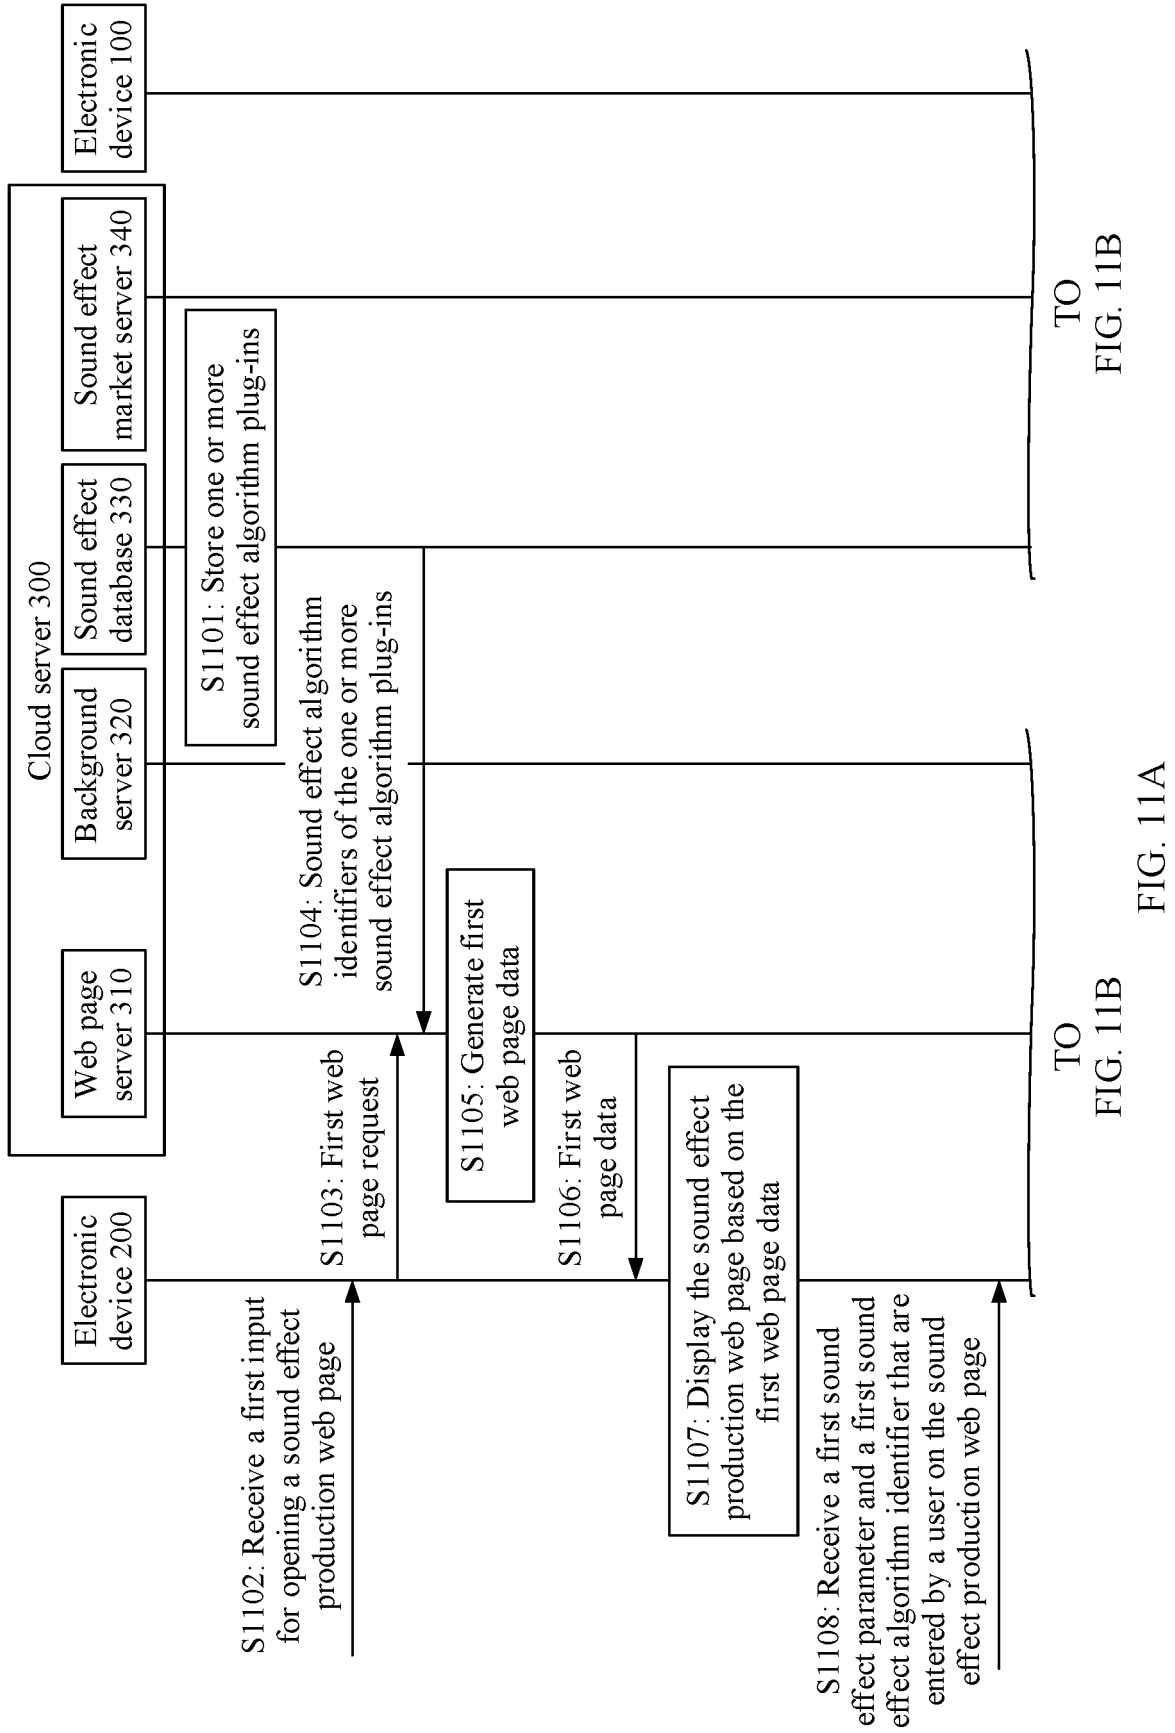 Cloud server 300
Electronic
device 200
Web page
server 310
Background
server 320
Sound effect
database 330
Sound effect
market server 340
Electronic
device 100
S1101: Store one or more
sound effect algorithm plug-ins
S1102: Receive a first input
for opening a sound effect
production web page
S1103: First web
page request
S1104: Sound effect algorithm
identifiers of the one or more
sound effect algorithm plug-ins
S1105: Generate first
web page data
S1106: First web
page data
S1107: Display the sound effect
production web page based on the
first web page data
S1108: Receive a first sound
effect parameter and a first sound
effect algorithm identifier that are
entered by a user on the sound
effect production web page
TO
FIG. 11B
TO
FIG. 11B
FIG. 11A